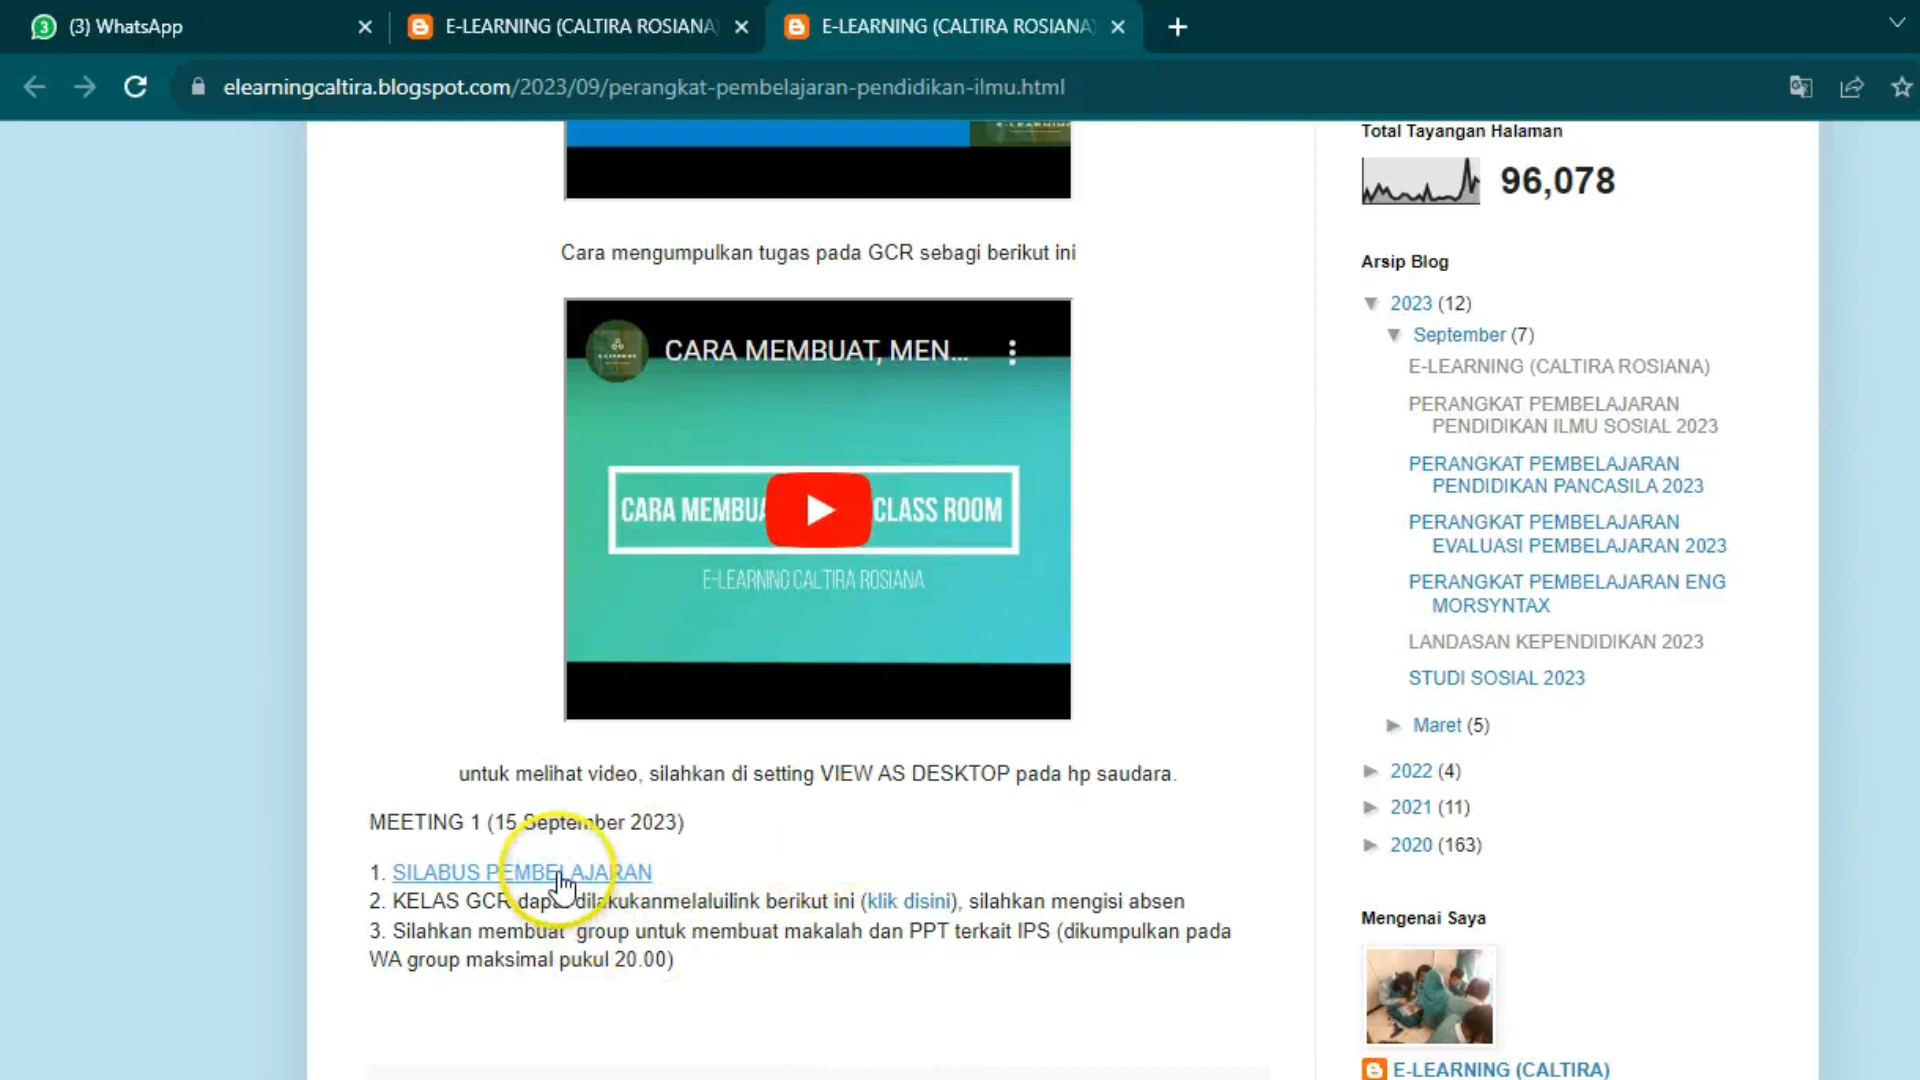 (3) WhatsApp
E-LEARNING (CALTIRA ROSIANA)
E-LEARNING (CALTIRA ROSIANA)
elearningcaltira.blogspot.com/2023/09/perangkat-pembelajaran-pendidikan-ilmu.html
Cara mengumpulkan tugas pada GCR sebagi berikut ini
CARA MEMBUAT, MEN...
CARA MEMBUA CLASS ROOM
E-LEARNING CALTIRA ROSIANA
untuk melihat video, silahkan di setting VIEW AS DESKTOP pada hp saudara.
MEETING 1 (15 September 2023)
1. SILABUS PEMBELAJARAN
2. KELAS GCR dapat dilakukanmelaluilink berikut ini (klik disini), silahkan mengisi absen
3. Silahkan membuat group untuk membuat makalah dan PPT terkait IPS (dikumpulkan pada
WA group maksimal pukul 20.00)
Total Tayangan Halaman
96,078
Arsip Blog
▼ 2023 (12)
▼ September (7)
E-LEARNING (CALTIRA ROSIANA)
PERANGKAT PEMBELAJARAN
PENDIDIKAN ILMU SOSIAL 2023
PERANGKAT PEMBELAJARAN
PENDIDIKAN PANCASILA 2023
PERANGKAT PEMBELAJARAN
EVALUASI PEMBELAJARAN 2023
PERANGKAT PEMBELAJARAN ENG
MORSYNTAX
LANDASAN KEPENDIDIKAN 2023
STUDI SOSIAL 2023
► Maret (5)
► 2022 (4)
► 2021 (11)
► 2020 (163)
Mengenai Saya
E-LEARNING (CALTIRA)